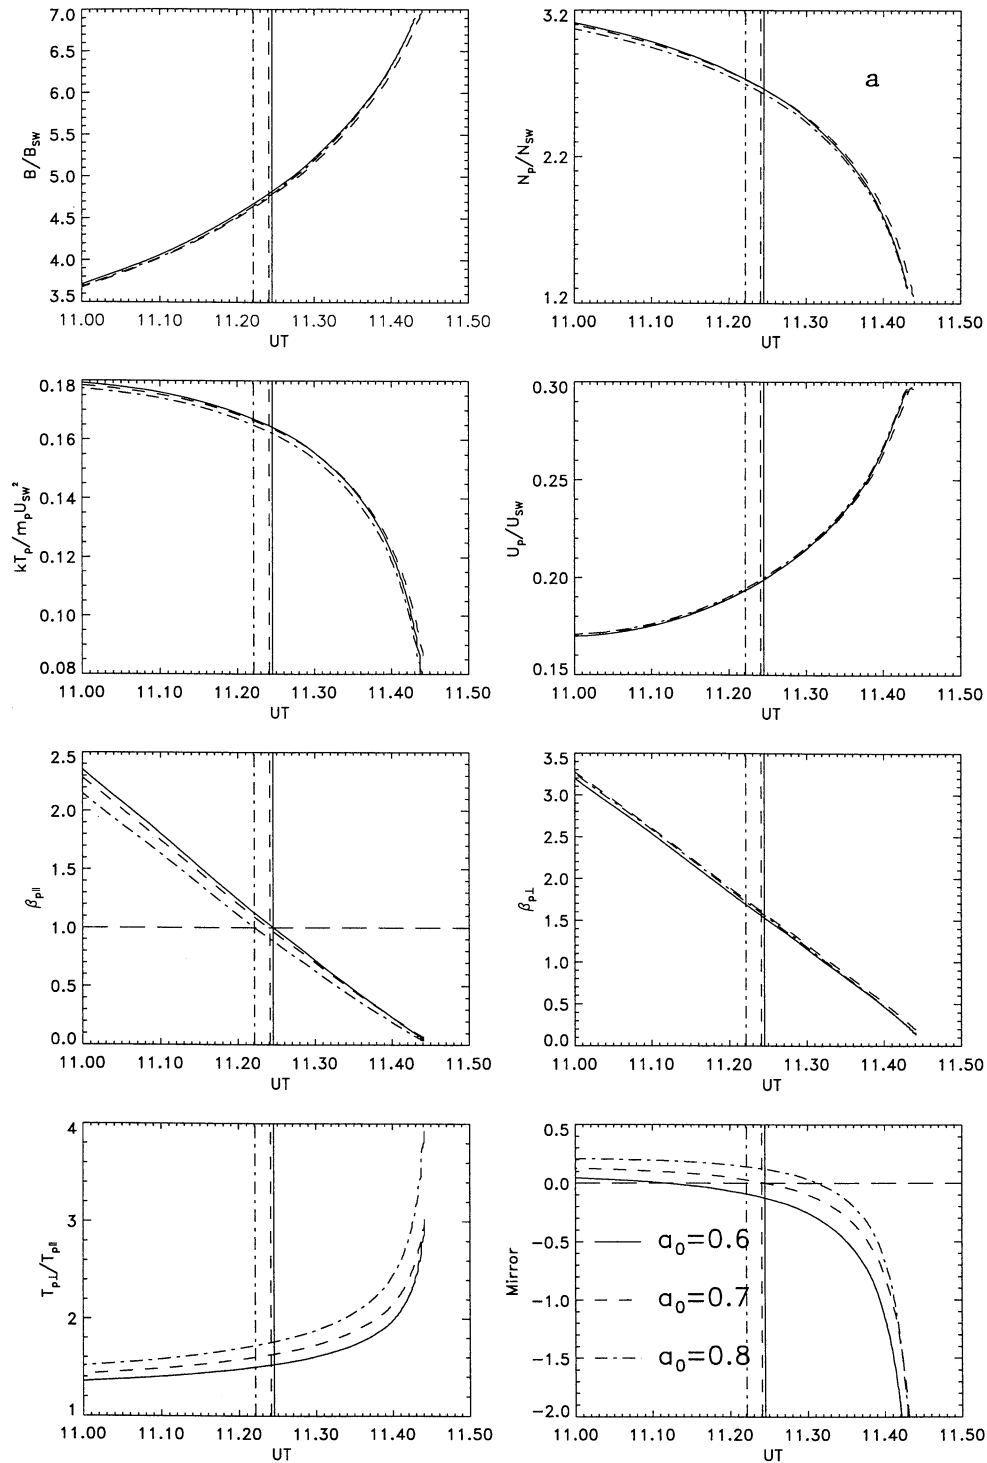 7.0
6.5
6.0
5.5
5.0
4.5
4.0
3.5
B/B_SW
11.00 11.10 11.20 11.30 11.40 11.50
UT
3.2
2.2
1.2
N_p/N_SW
a
11.00 11.10 11.20 11.30 11.40 11.50
UT
0.18
0.16
0.14
0.12
0.10
0.08
kT_p/m_pU_SW²
11.00 11.10 11.20 11.30 11.40 11.50
UT
0.30
0.25
0.20
0.15
U_p/U_SW
11.00 11.10 11.20 11.30 11.40 11.50
UT
2.5
2.0
1.5
1.0
0.5
0.0
β_p∥
11.00 11.10 11.20 11.30 11.40 11.50
UT
3.5
3.0
2.5
2.0
1.5
1.0
0.5
0.0
β_p⊥
11.00 11.10 11.20 11.30 11.40 11.50
UT
4
3
2
1
T_p⊥/T_p∥
11.00 11.10 11.20 11.30 11.40 11.50
UT
0.5
0.0
−0.5
−1.0
−1.5
−2.0
Mirror
a₀=0.6
a₀=0.7
a₀=0.8
11.00 11.10 11.20 11.30 11.40 11.50
UT